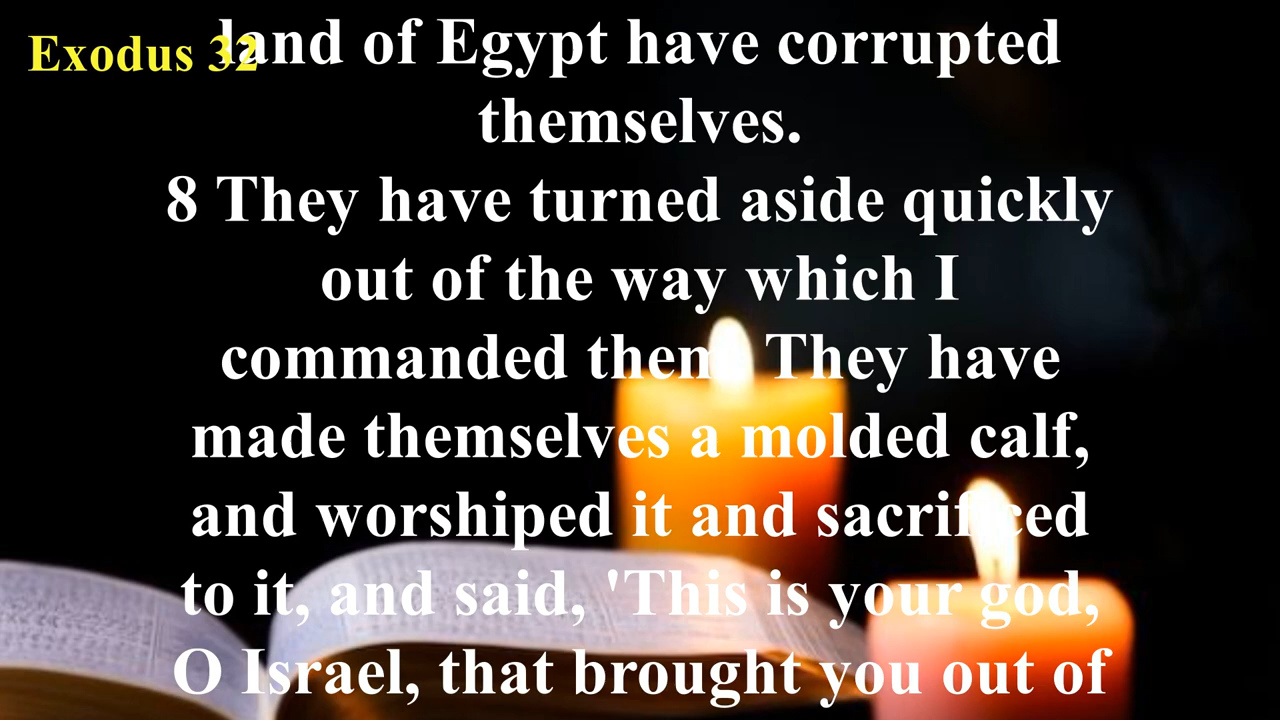 Exodus 32
land of Egypt have corrupted
themselves.
8 They have turned aside quickly
out of the way which I
commanded them. They have
made themselves a molded calf,
and worshiped it and sacrificed
to it, and said, 'This is your god,
O Israel, that brought you out of